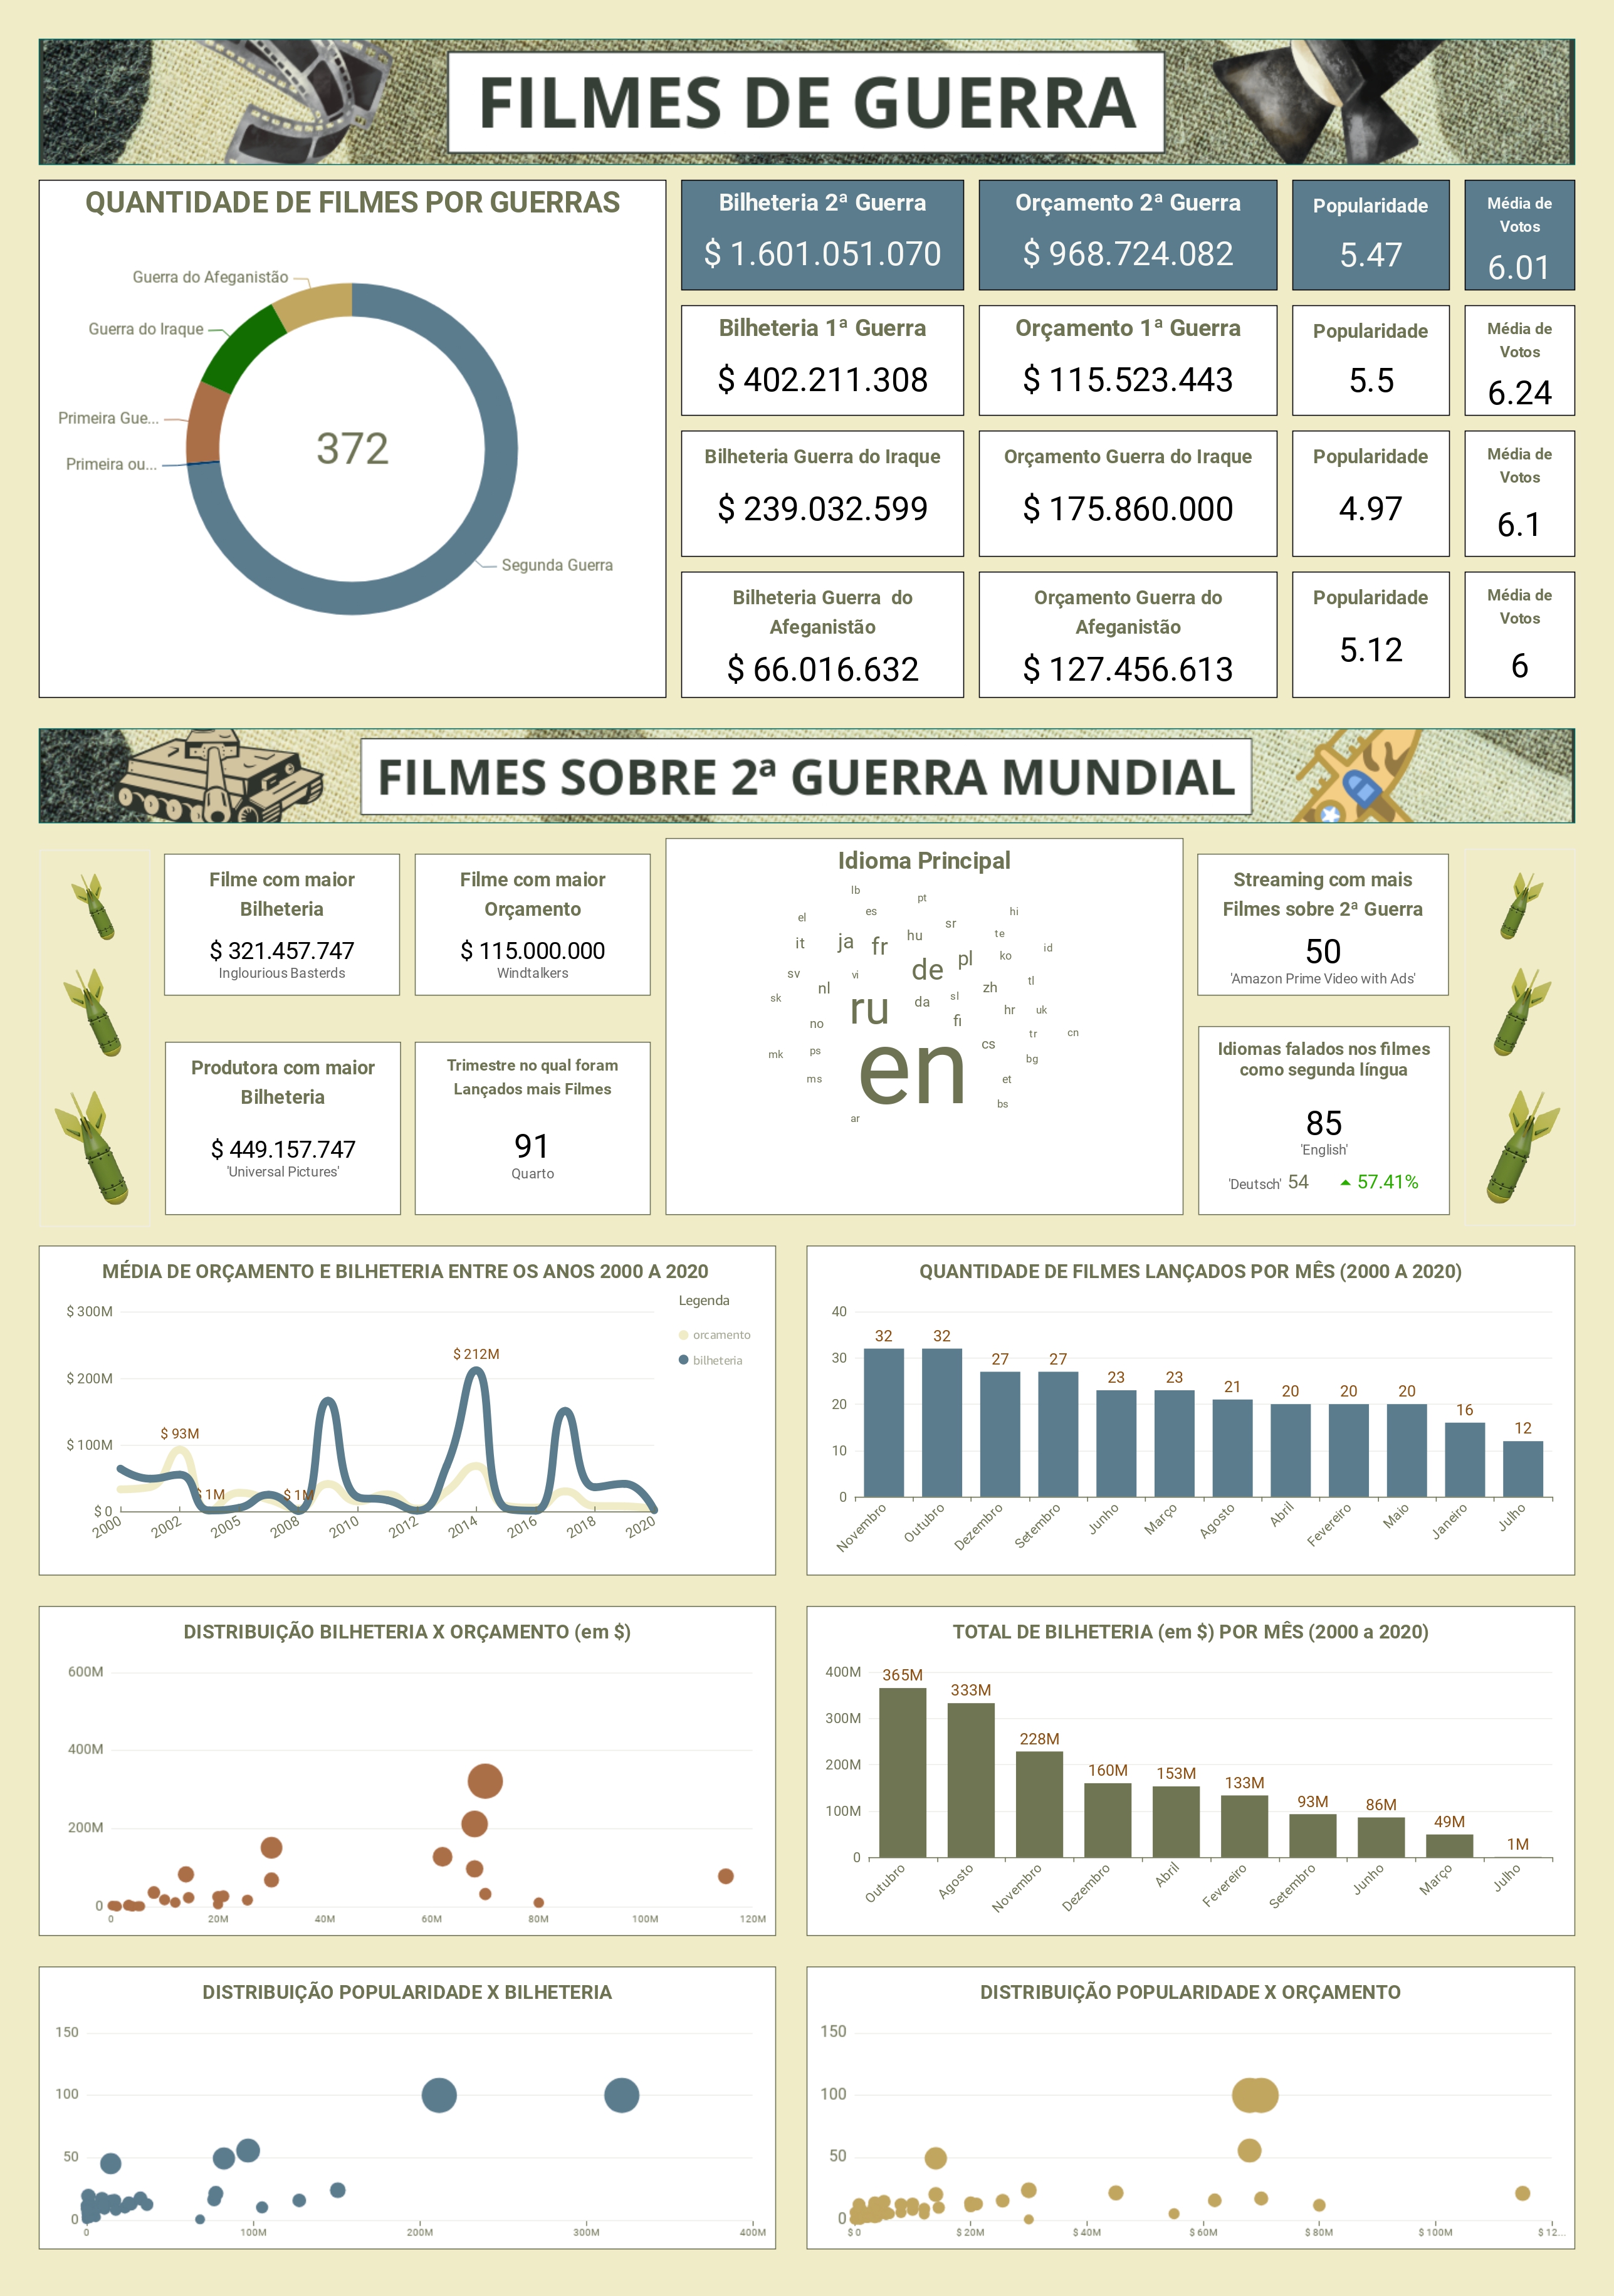 FILMES DE GUERRA
QUANTIDADE DE FILMES POR GUERRAS
Guerra do Afeganistão
Guerra do Iraque
Primeira Gue...
Primeira ou...
372
Segunda Guerra
Bilheteria 2ª Guerra
$ 1.601.051.070
Orçamento 2ª Guerra
$ 968.724.082
Popularidade
5.47
Média de
Votos
6.01
Bilheteria 1ª Guerra
$ 402.211.308
Orçamento 1ª Guerra
$ 115.523.443
Popularidade
5.5
Média de
Votos
6.24
Bilheteria Guerra do Iraque
$ 239.032.599
Orçamento Guerra do Iraque
$ 175.860.000
Popularidade
4.97
Média de
Votos
6.1
Bilheteria Guerra do
Afeganistão
$ 66.016.632
Orçamento Guerra do
Afeganistão
$ 127.456.613
Popularidade
5.12
Média de
Votos
6
FILMES SOBRE 2ª GUERRA MUNDIAL
Filme com maior
Bilheteria
$ 321.457.747
Inglourious Basterds
Filme com maior
Orçamento
$ 115.000.000
Windtalkers
Produtora com maior
Bilheteria
$ 449.157.747
'Universal Pictures'
Trimestre no qual foram
Lançados mais Filmes
91
Quarto
Idioma Principal
lb
pt
el
es
hi
sr
it
ja
fr
hu
te
id
de
pl
ko
sv
vi
nl
zh
tl
sk
ru
da
sl
hr
uk
no
fi
tr
cn
mk
ps
en
cs
bg
ms
et
bs
ar
Streaming com mais
Filmes sobre 2ª Guerra
50
'Amazon Prime Video with Ads'
Idiomas falados nos filmes
como segunda língua
85
'English'
'Deutsch' 54 57.41%
MÉDIA DE ORÇAMENTO E BILHETERIA ENTRE OS ANOS 2000 A 2020
Legenda
orcamento
bilheteria
$ 300M
$ 200M
$ 100M
$ 0
$ 93M
$ 1M
$ 1M
$ 212M
2000
2002
2005
2008
2010
2012
2014
2016
2018
2020
QUANTIDADE DE FILMES LANÇADOS POR MÊS (2000 A 2020)
40
30
20
10
0
32
32
27
27
23
23
21
20
20
20
16
12
Novembro
Outubro
Dezembro
Setembro
Junho
Março
Agosto
Abril
Fevereiro
Maio
Janeiro
Julho
DISTRIBUIÇÃO BILHETERIA X ORÇAMENTO (em $)
600M
400M
200M
0
0
20M
40M
60M
80M
100M
120M
TOTAL DE BILHETERIA (em $) POR MÊS (2000 a 2020)
400M
300M
200M
100M
0
365M
333M
228M
160M
153M
133M
93M
86M
49M
1M
Outubro
Agosto
Novembro
Dezembro
Abril
Fevereiro
Setembro
Junho
Março
Julho
DISTRIBUIÇÃO POPULARIDADE X BILHETERIA
150
100
50
0
0
100M
200M
300M
400M
DISTRIBUIÇÃO POPULARIDADE X ORÇAMENTO
150
100
50
0
$ 0
$ 20M
$ 40M
$ 60M
$ 80M
$ 100M
$ 12...